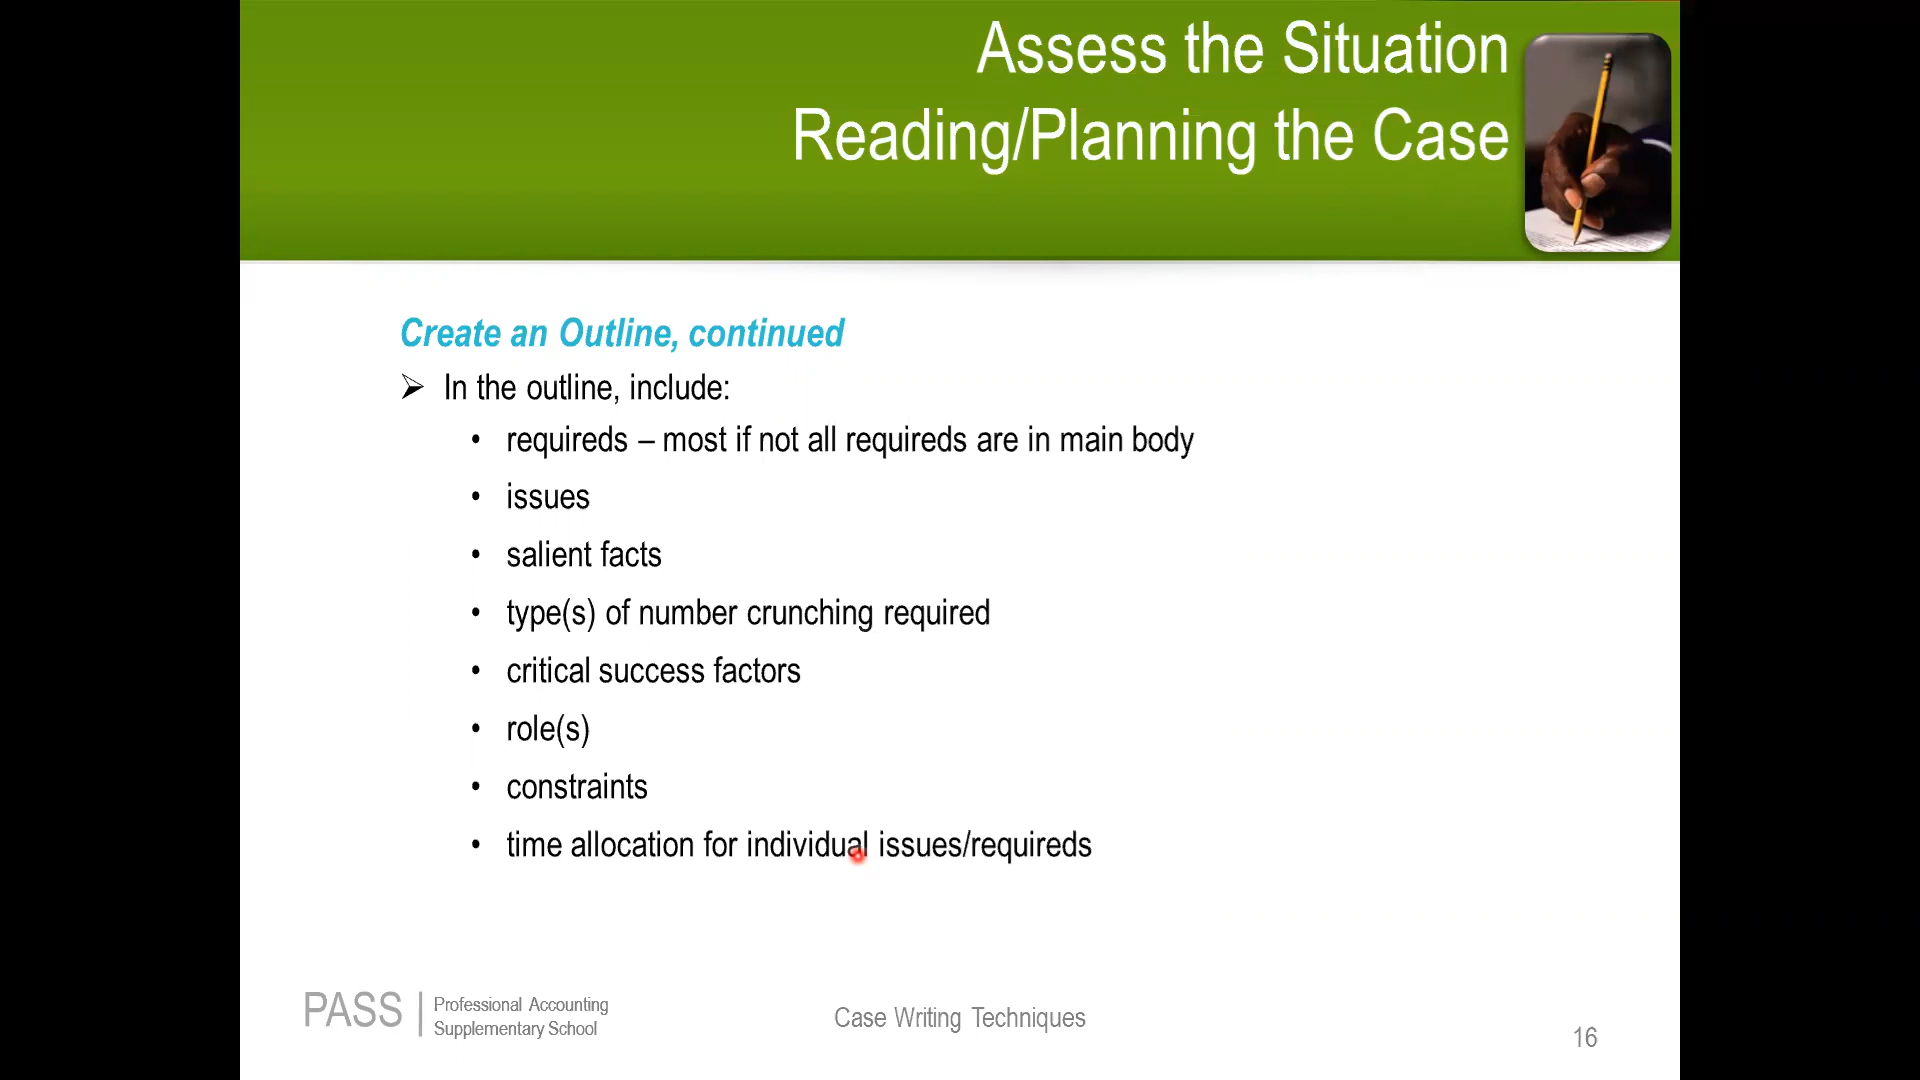 Assess the Situation
Reading/Planning the Case
Create an Outline, continued
➢ In the outline, include:
• requireds – most if not all requireds are in main body
• issues
• salient facts
• type(s) of number crunching required
• critical success factors
• role(s)
• constraints
• time allocation for individual issues/requireds
PASS
Professional Accounting
Supplementary School
Case Writing Techniques
16